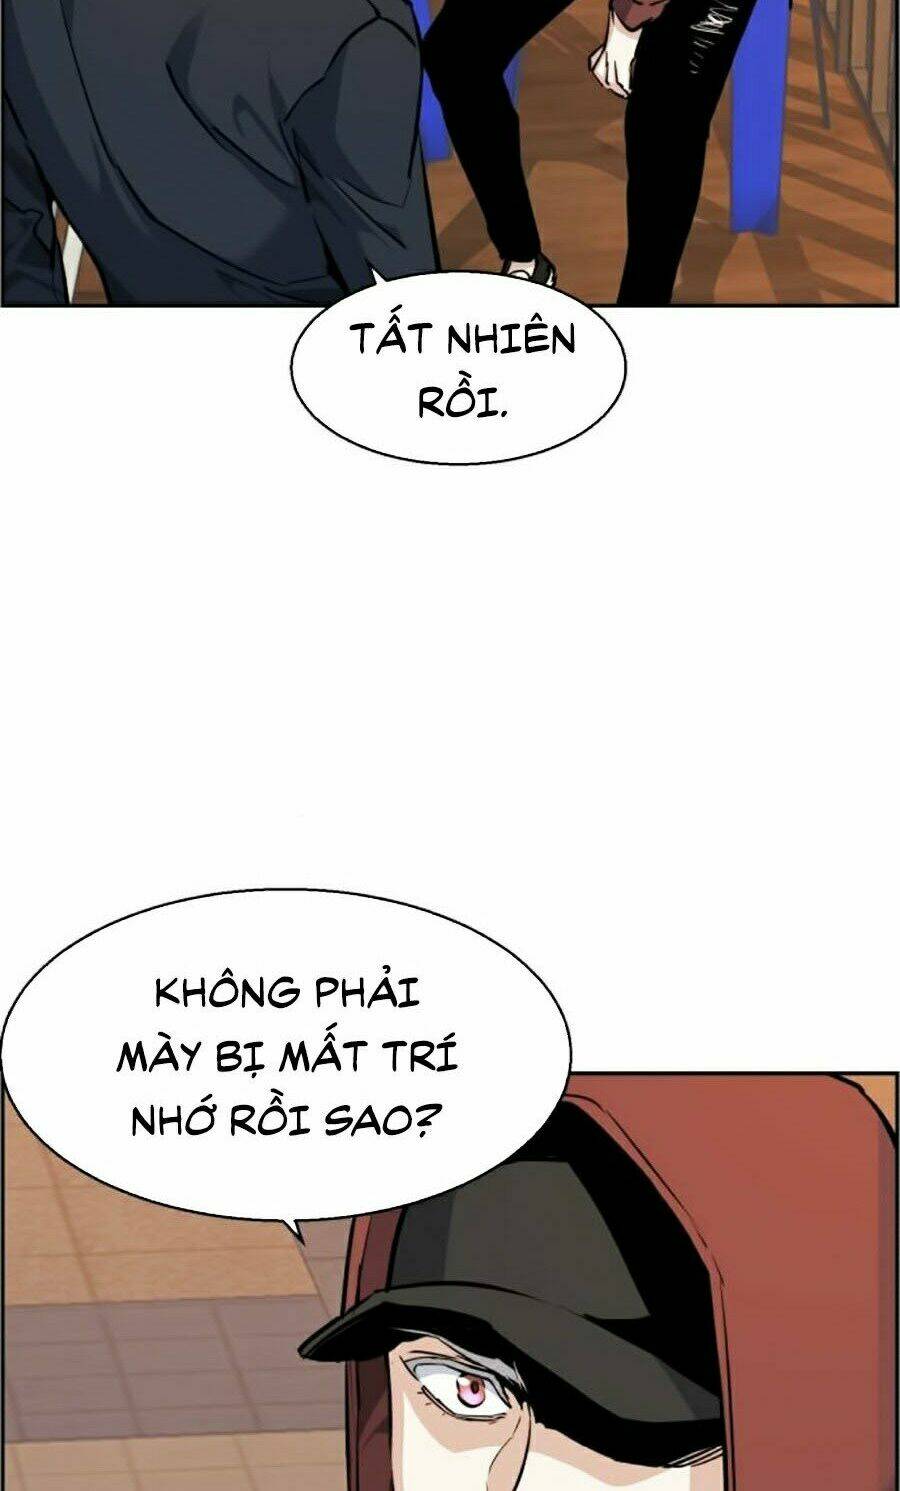 TẤT NHIÊN
RỒI.
KHÔNG PHẢI
MÀY BỊ MẤT TRÍ
NHỚ RỒI SAO?